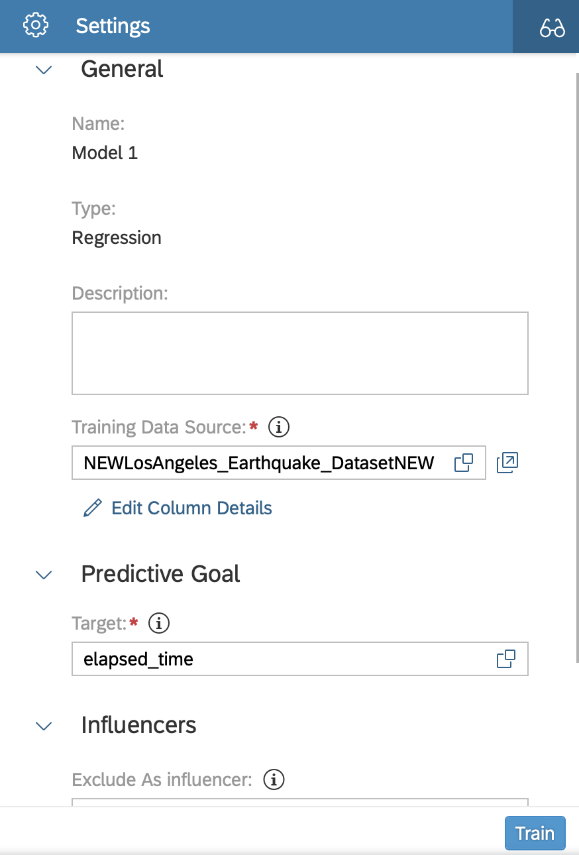 Settings
General
Name:
Model 1
Type:
Regression
Description:
Training Data Source:*
NEWLosAngeles_Earthquake_DatasetNEW
Edit Column Details
Predictive Goal
Target:*
elapsed_time
Influencers
Exclude As influencer:
Train